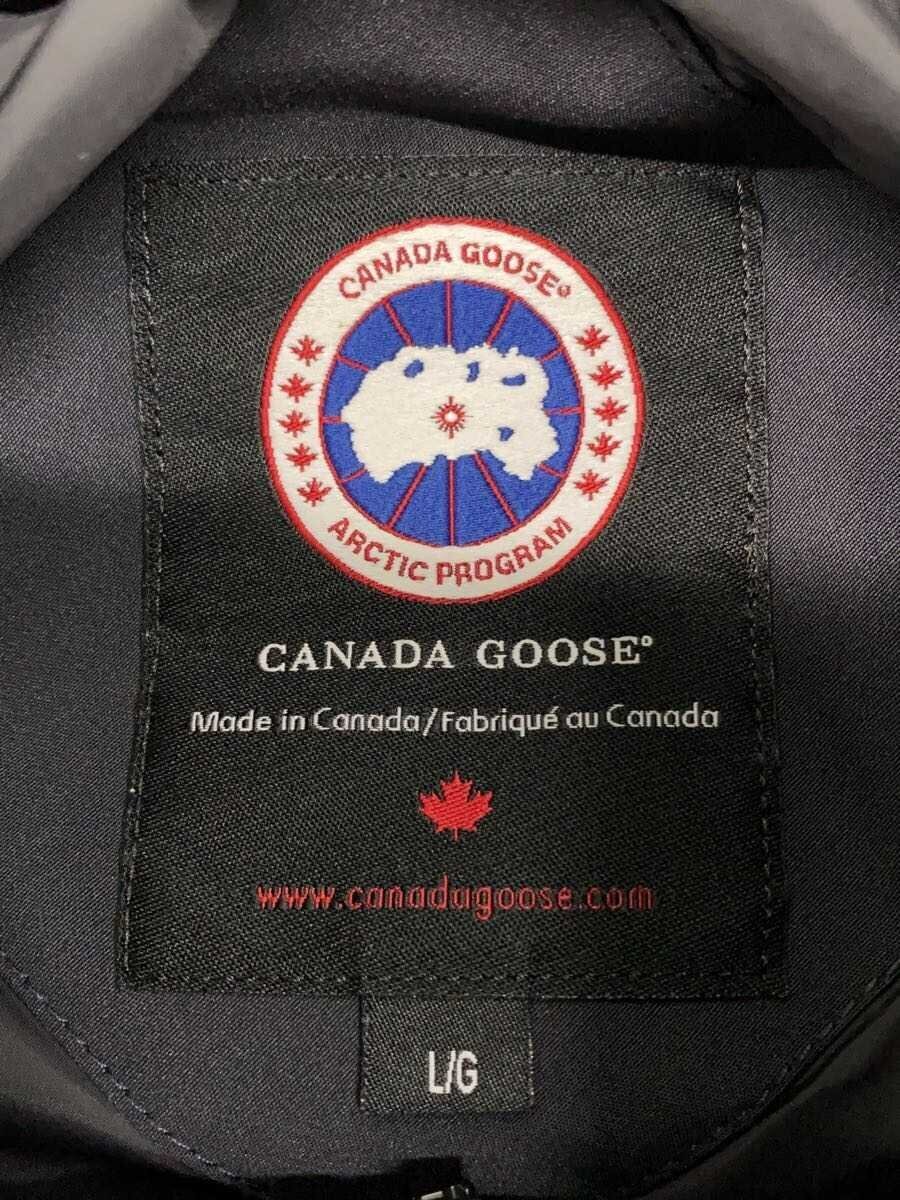 CANADA GOOSE®
ARCTIC PROGRAM
CANADA GOOSE®
Made in Canada/Fabriqué au Canada
www.canadagoose.com
L/G